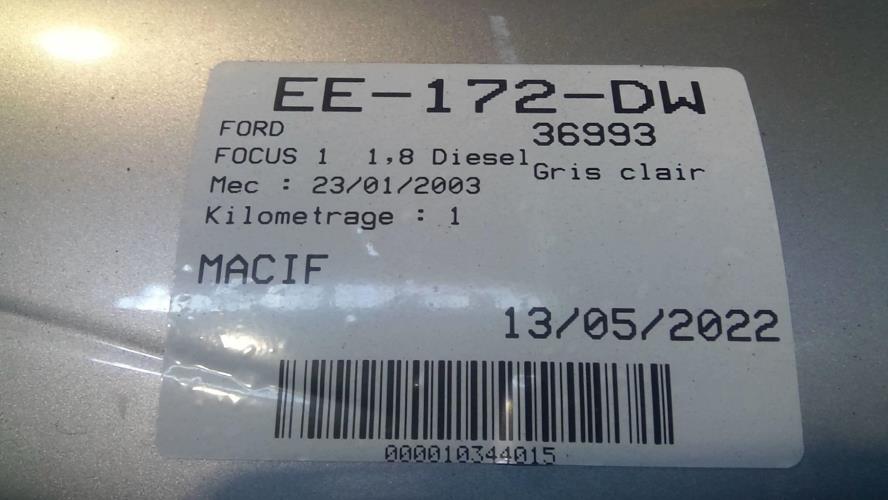 EE-172-DW
FORD 36993
FOCUS 1 1,8 Diesel
Gris clair
Mec : 23/01/2003
Kilometrage : 1
MACIF
13/05/2022
000010344015